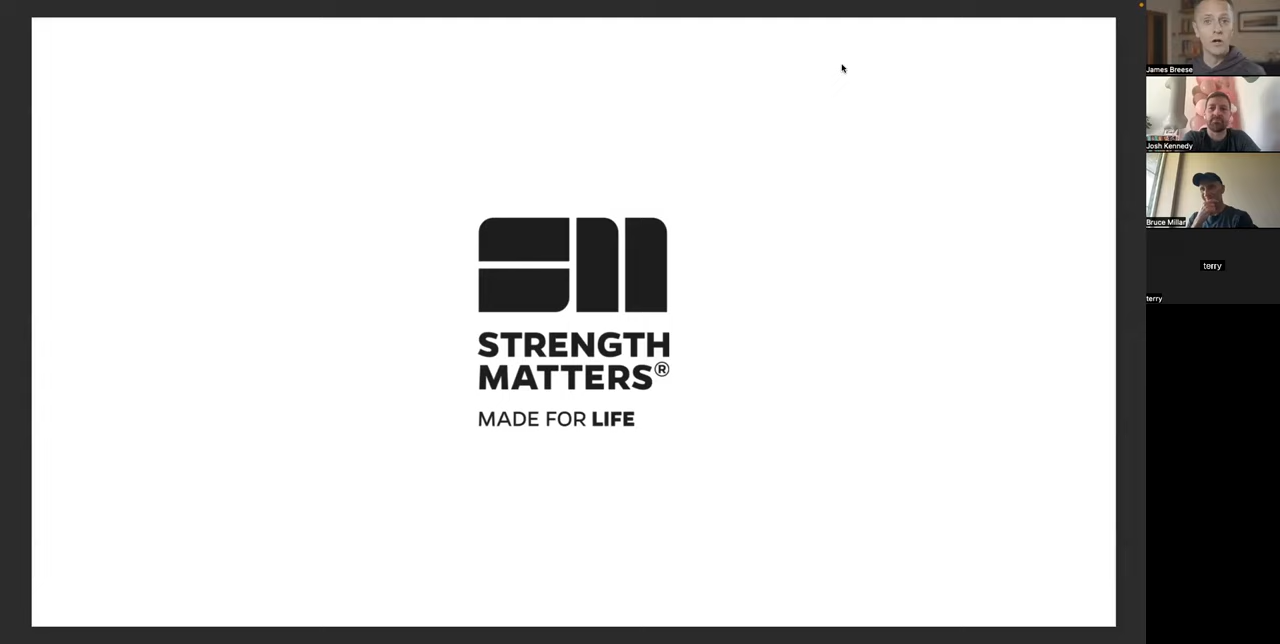 STRENGTH
MATTERS®
MADE FOR LIFE
James Breese
Josh Kennedy
Bruce Millar
terry
terry